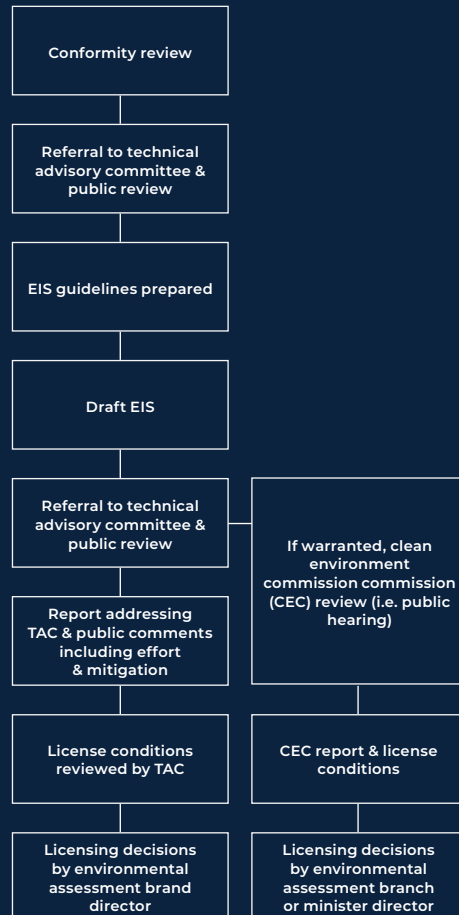 Conformity review
Referral to technical
advisory committee &
public review
EIS guidelines prepared
Draft EIS
Referral to technical
advisory committee &
public review
If warranted, clean
environment
commission commission
(CEC) review (i.e. public
hearing)
Report addressing
TAC & public comments
including effort
& mitigation
License conditions
reviewed by TAC
CEC report & license
conditions
Licensing decisions
by environmental
assessment brand
director
Licensing decisions
by environmental
assessment branch
or minister director